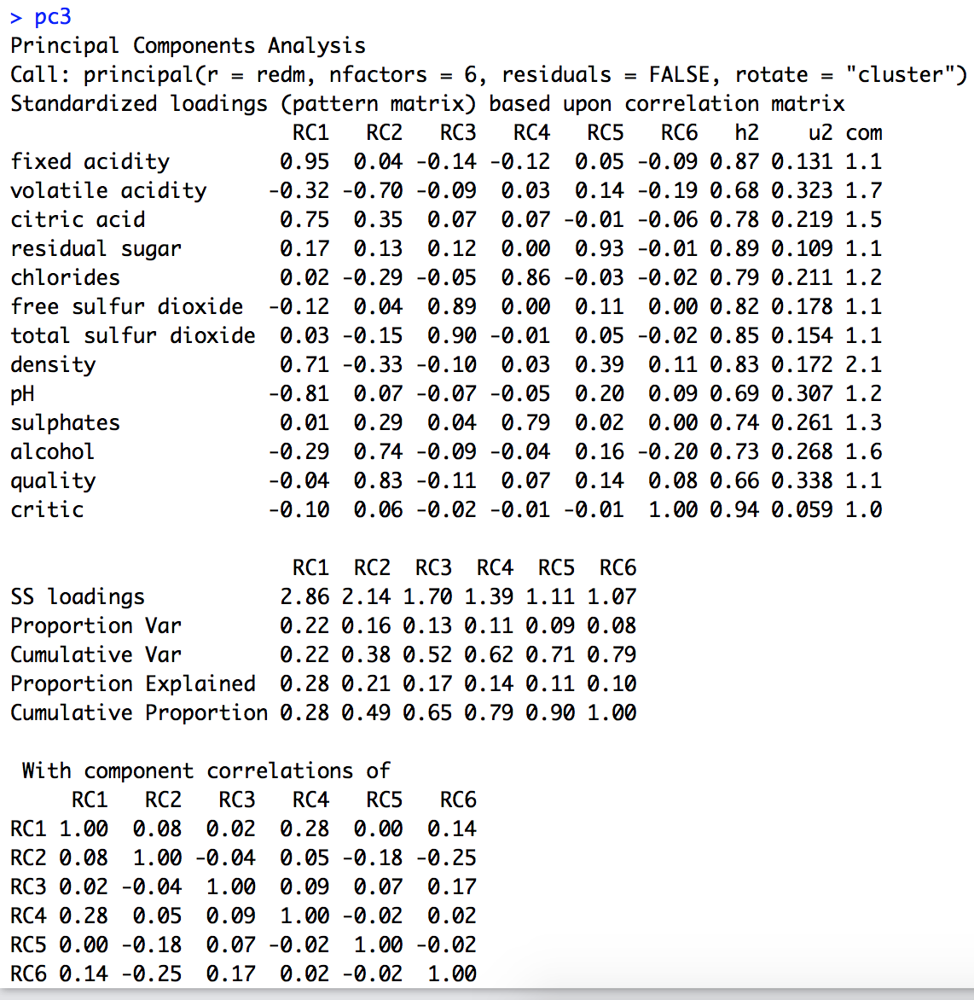 > pc3
Principal Components Analysis
Call: principal(r = redm, nfactors = 6, residuals = FALSE, rotate = "cluster")
Standardized loadings (pattern matrix) based upon correlation matrix
RC1 RC2 RC3 RC4 RC5 RC6 h2 u2 com
fixed acidity 0.95 0.04 -0.14 -0.12 0.05 -0.09 0.87 0.131 1.1
volatile acidity -0.32 -0.70 -0.09 0.03 0.14 -0.19 0.68 0.323 1.7
citric acid 0.75 0.35 0.07 0.07 -0.01 -0.06 0.78 0.219 1.5
residual sugar 0.17 0.13 0.12 0.00 0.93 -0.01 0.89 0.109 1.1
chlorides 0.02 -0.29 -0.05 0.86 -0.03 -0.02 0.79 0.211 1.2
free sulfur dioxide -0.12 0.04 0.89 0.00 0.11 0.00 0.82 0.178 1.1
total sulfur dioxide 0.03 -0.15 0.90 -0.01 0.05 -0.02 0.85 0.154 1.1
density 0.71 -0.33 -0.10 0.03 0.39 0.11 0.83 0.172 2.1
pH -0.81 0.07 -0.07 -0.05 0.20 0.09 0.69 0.307 1.2
sulphates 0.01 0.29 0.04 0.79 0.02 0.00 0.74 0.261 1.3
alcohol -0.29 0.74 -0.09 -0.04 0.16 -0.20 0.73 0.268 1.6
quality -0.04 0.83 -0.11 0.07 0.14 0.08 0.66 0.338 1.1
critic -0.10 0.06 -0.02 -0.01 -0.01 1.00 0.94 0.059 1.0
RC1 RC2 RC3 RC4 RC5 RC6
SS loadings 2.86 2.14 1.70 1.39 1.11 1.07
Proportion Var 0.22 0.16 0.13 0.11 0.09 0.08
Cumulative Var 0.22 0.38 0.52 0.62 0.71 0.79
Proportion Explained 0.28 0.21 0.17 0.14 0.11 0.10
Cumulative Proportion 0.28 0.49 0.65 0.79 0.90 1.00
With component correlations of
RC1 RC2 RC3 RC4 RC5 RC6
RC1 1.00 0.08 0.02 0.28 0.00 0.14
RC2 0.08 1.00 -0.04 0.05 -0.18 -0.25
RC3 0.02 -0.04 1.00 0.09 0.07 0.17
RC4 0.28 0.05 0.09 1.00 -0.02 0.02
RC5 0.00 -0.18 0.07 -0.02 1.00 -0.02
RC6 0.14 -0.25 0.17 0.02 -0.02 1.00